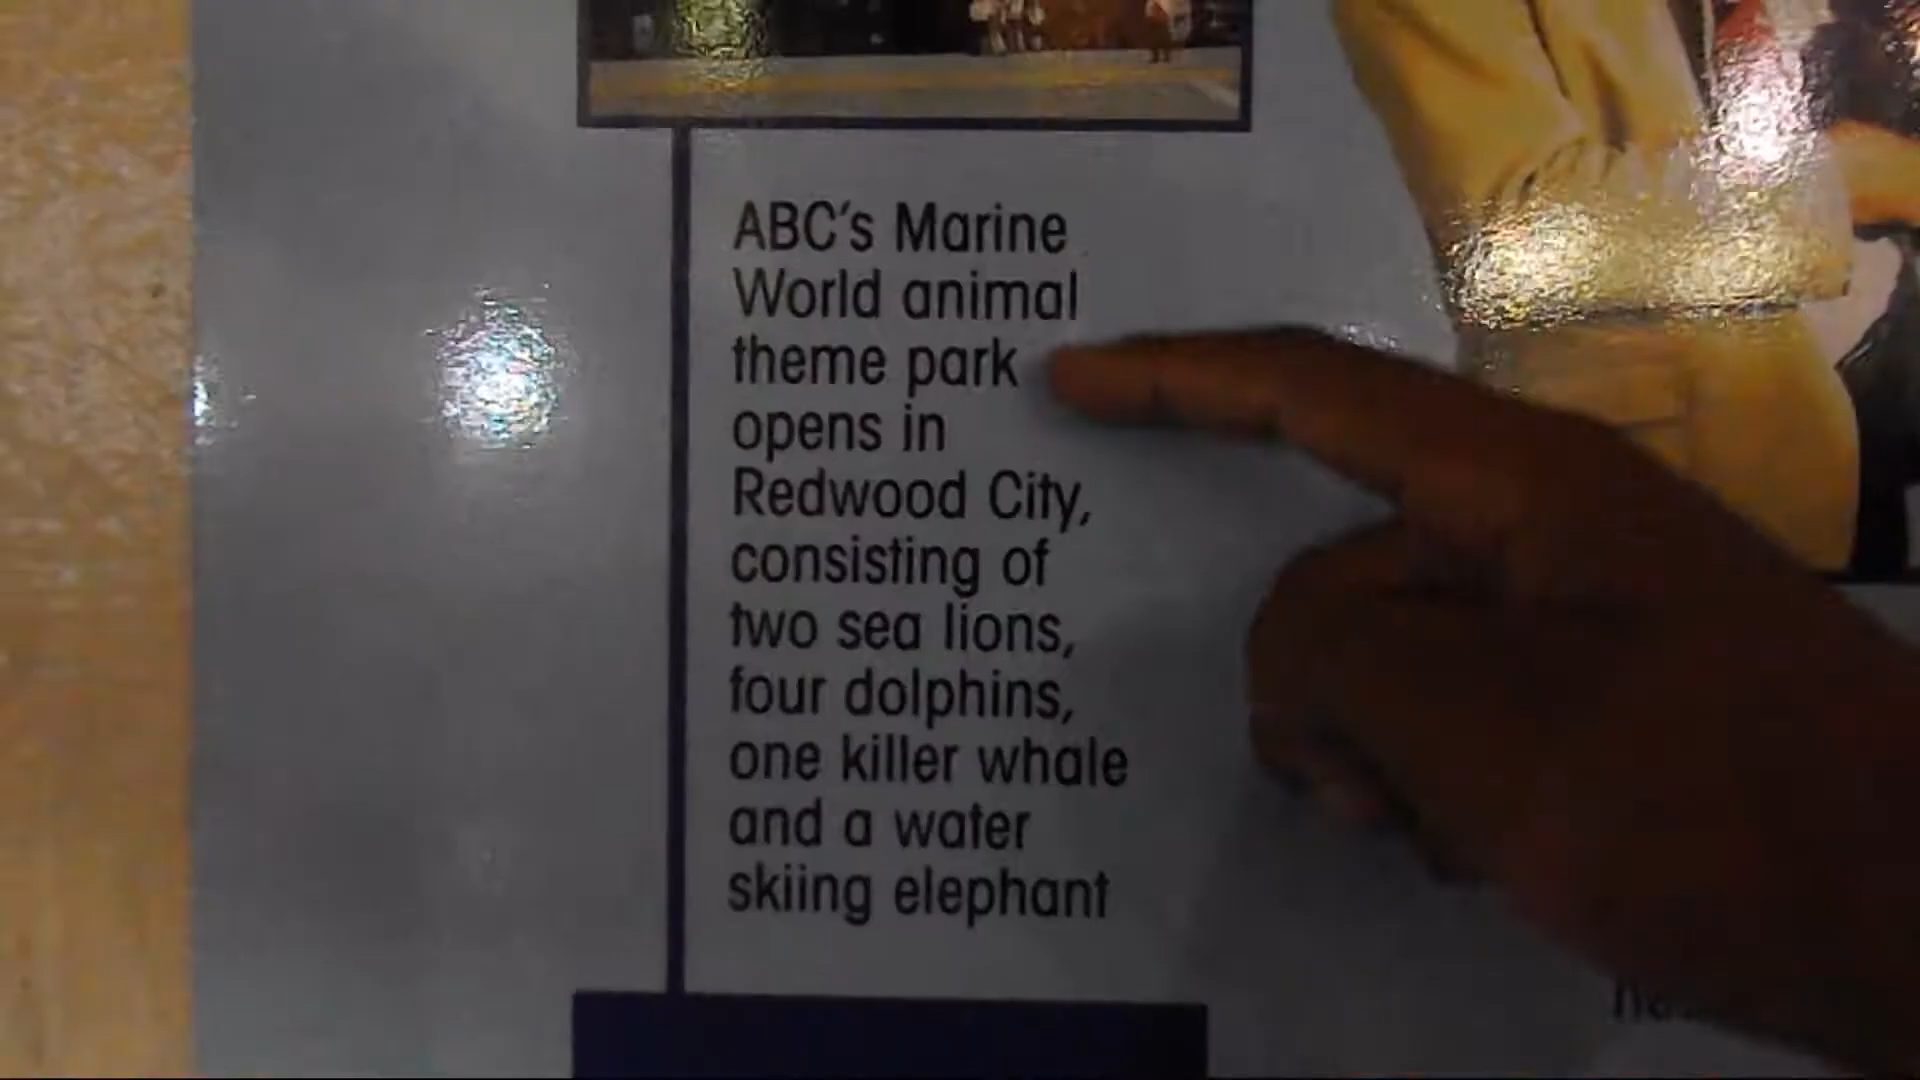 ABC's Marine
World animal
theme park
opens in
Redwood City,
consisting of
two sea lions,
four dolphins,
one killer whale
and a water
skiing elephant